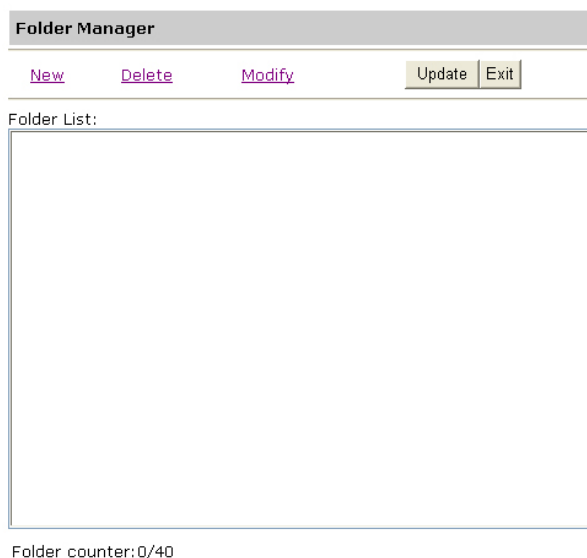 Folder Manager
New Delete Modify Update Exit
Folder List:
Folder counter:0/40